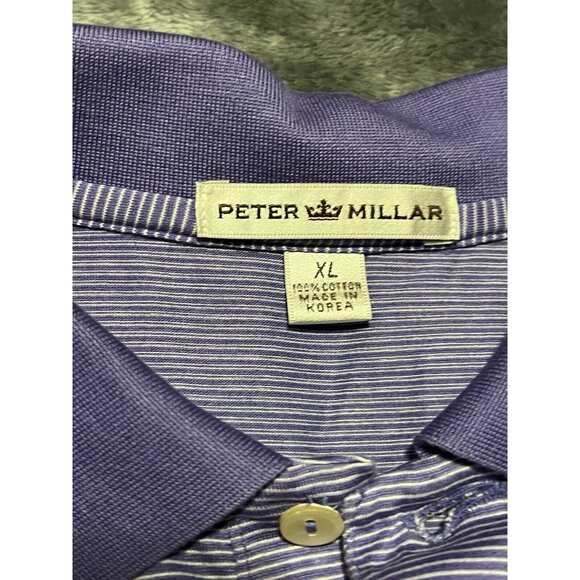 PETER MILLAR
XL
100% COTTON
MADE IN
KOREA